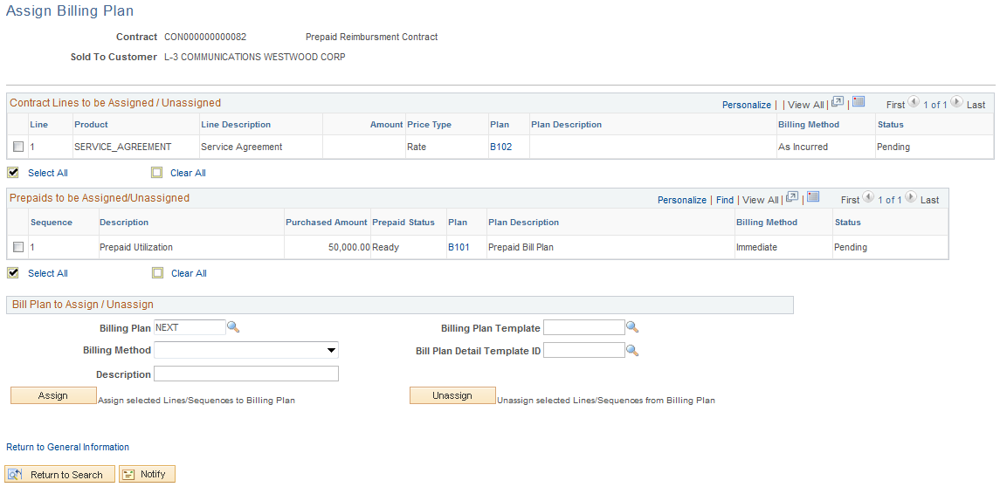 Assign Billing Plan
Contract CON000000000082 Prepaid Reimbursment Contract
Sold To Customer L-3 COMMUNICATIONS WESTWOOD CORP
Contract Lines to be Assigned / Unassigned Personalize | | View All | | First 1 of 1 Last
Line Product Line Description Amount Price Type Plan Plan Description Billing Method Status
1 SERVICE_AGREEMENT Service Agreement Rate B102 As Incurred Pending
Select All Clear All
Prepaids to be Assigned/Unassigned Personalize | Find | View All | | First 1 of 1 Last
Sequence Description Purchased Amount Prepaid Status Plan Plan Description Billing Method Status
1 Prepaid Utilization 50,000.00 Ready B101 Prepaid Bill Plan Immediate Pending
Select All Clear All
Bill Plan to Assign / Unassign
Billing Plan NEXT Billing Plan Template
Billing Method Bill Plan Detail Template ID
Description
Assign Assign selected Lines/Sequences to Billing Plan Unassign Unassign selected Lines/Sequences from Billing Plan
Return to General Information
Return to Search Notify